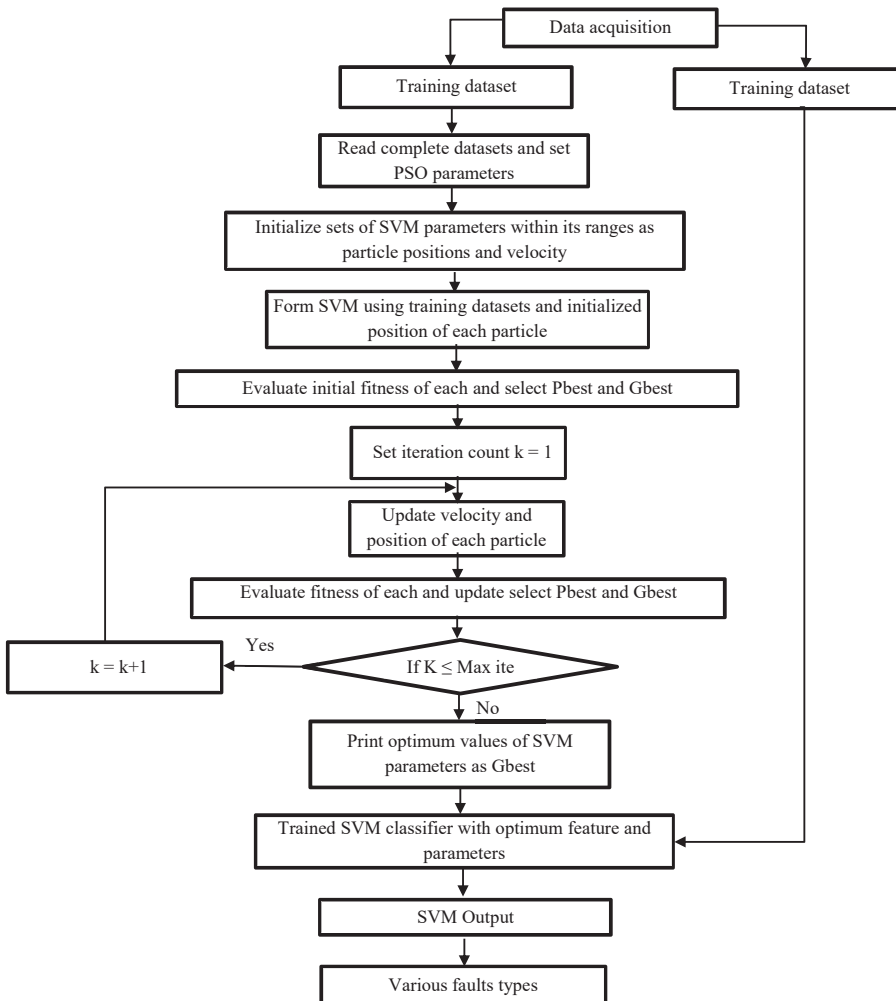 Data acquisition
Training dataset
Training dataset
Read complete datasets and set
PSO parameters
Initialize sets of SVM parameters within its ranges as
particle positions and velocity
Form SVM using training datasets and initialized
position of each particle
Evaluate initial fitness of each and select Pbest and Gbest
Set iteration count k = 1
Update velocity and
position of each particle
Evaluate fitness of each and update select Pbest and Gbest
Yes
k = k+1
If K ≤ Max ite
No
Print optimum values of SVM
parameters as Gbest
Trained SVM classifier with optimum feature and
parameters
SVM Output
Various faults types